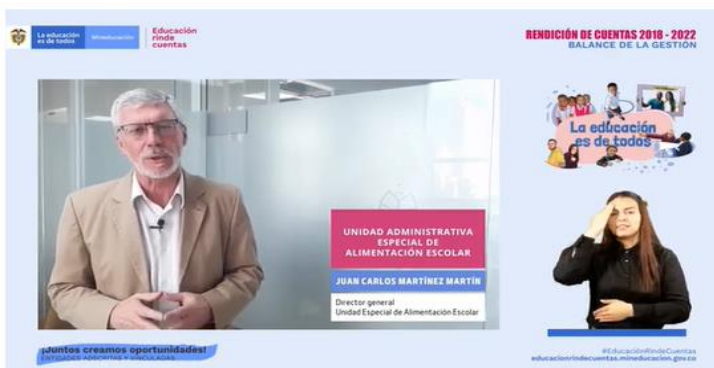 La educación
es de todos
Mineducación
Educación
rinde
cuentas
RENDICIÓN DE CUENTAS 2018 - 2022
BALANCE DE LA GESTIÓN
La educación
es de todos
UNIDAD ADMINISTRATIVA
ESPECIAL DE
ALIMENTACIÓN ESCOLAR
JUAN CARLOS MARTÍNEZ MARTÍN
Director general
Unidad Especial de Alimentación Escolar
¡Juntos creamos oportunidades!
ENTIDADES ADSCRITAS Y VINCULADAS
#EducaciónRindeCuentas
educacionrindecuentas.mineducacion.gov.co